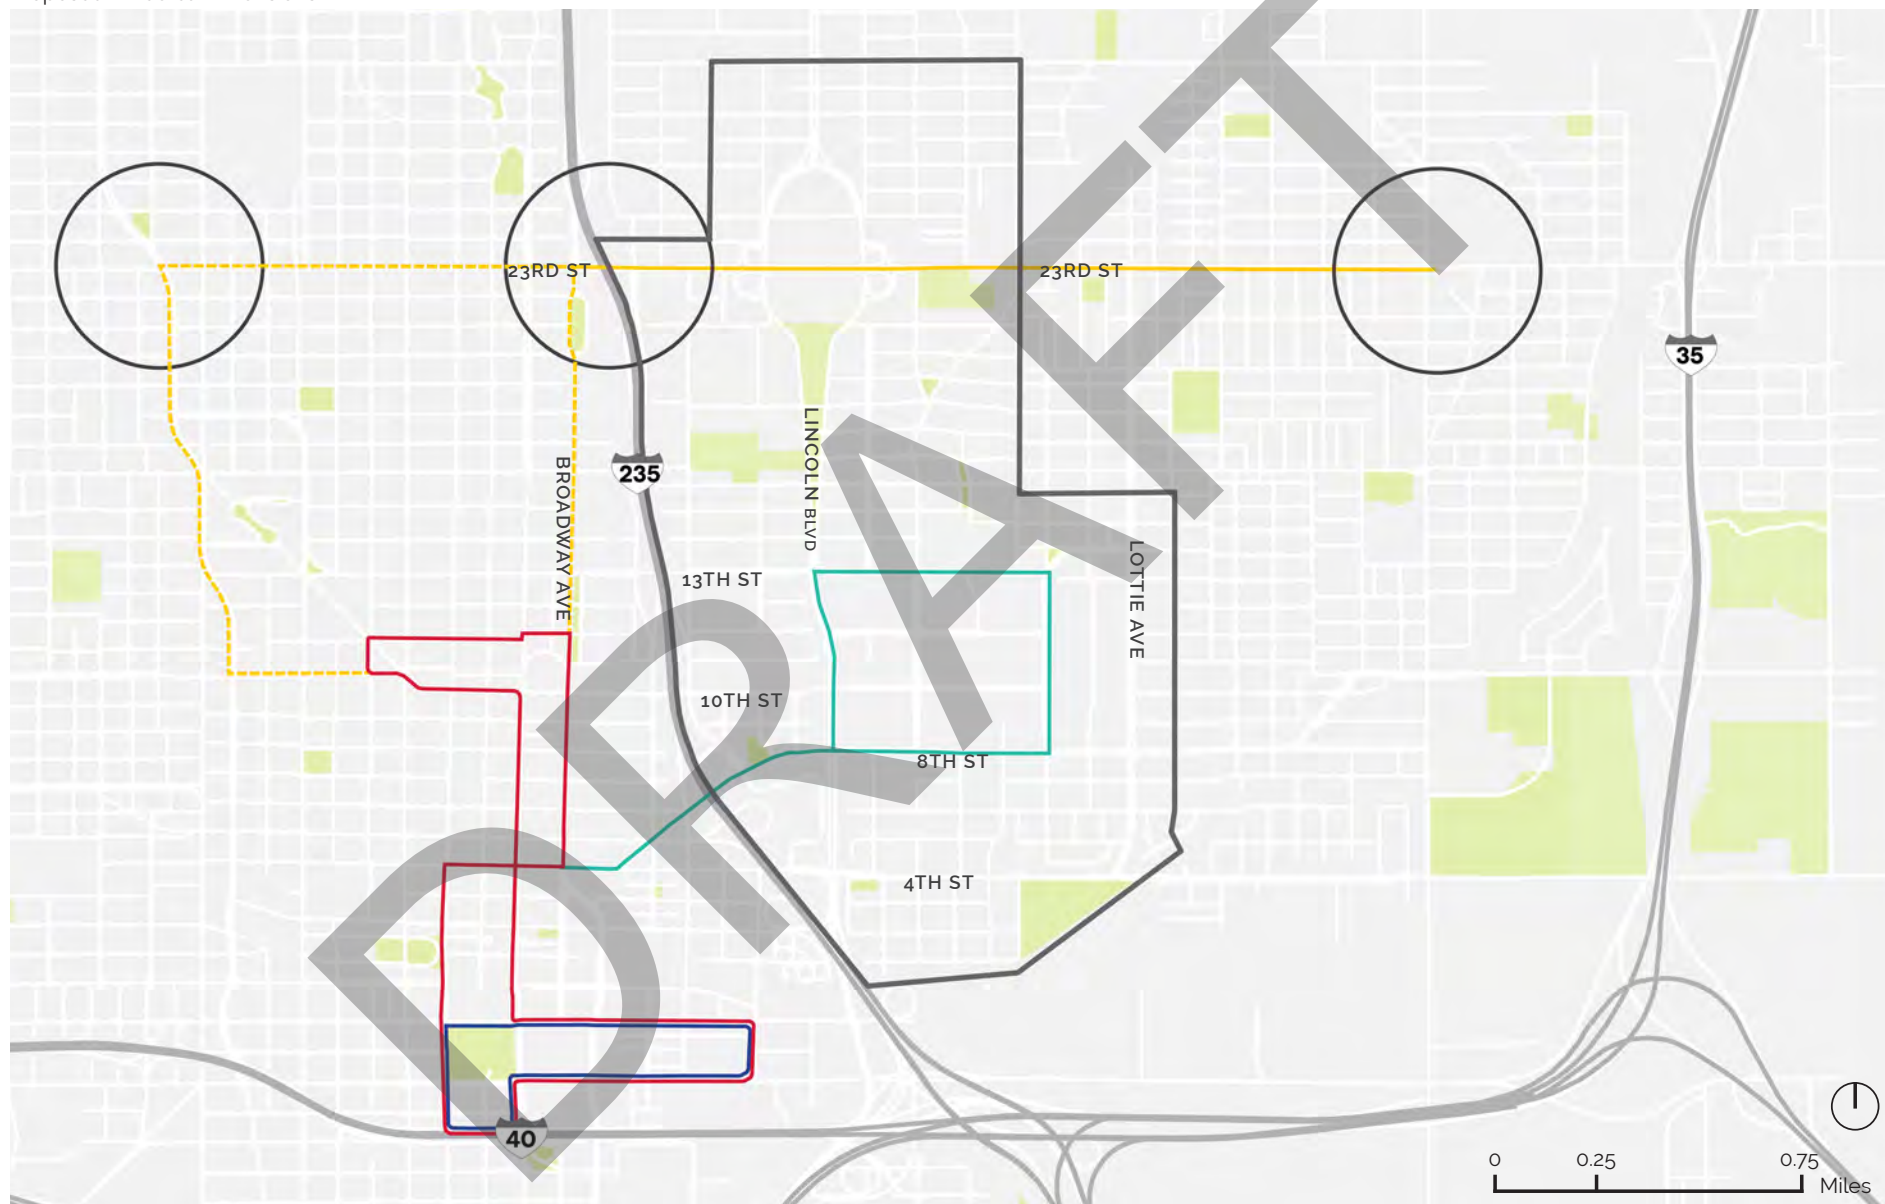 23RD ST
23RD ST
35
LINCOLN BLVD
BROADWAY AVE
235
LOTTIE AVE
13TH ST
10TH ST
8TH ST
4TH ST
40
DRAFT
0 0.25 0.75
Miles